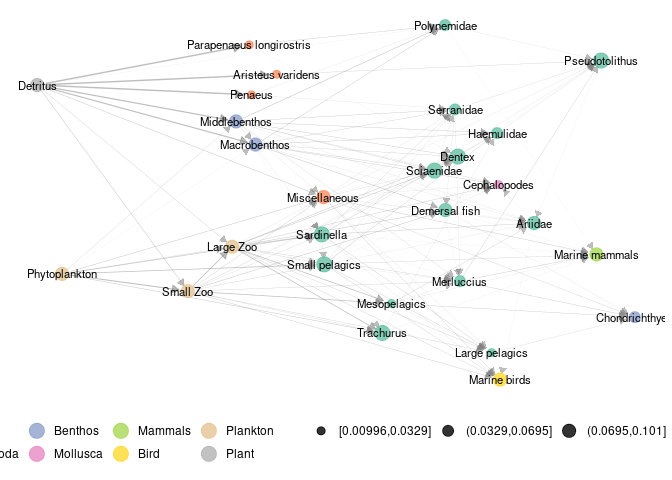 Polynemidae
Parapenaeus longirostris
Pseudotolithus
Aristeus varidens
Detritus
Penaeus
Serranidae
Middlebenthos
Haemulidae
Macrobenthos
Dentex
Sciaenidae
Cephalopodes
Miscellaneous
Demersal fish
Ariidae
Sardinella
Large Zoo
Marine mammals
Small pelagics
Phytoplankton
Merluccius
Small Zoo
Mesopelagics
Chondrichthye
Trachurus
Large pelagics
Marine birds
Benthos Mammals Plankton [0.00996,0.0329] (0.0329,0.0695] (0.0695,0.101]
oda Mollusca Bird Plant